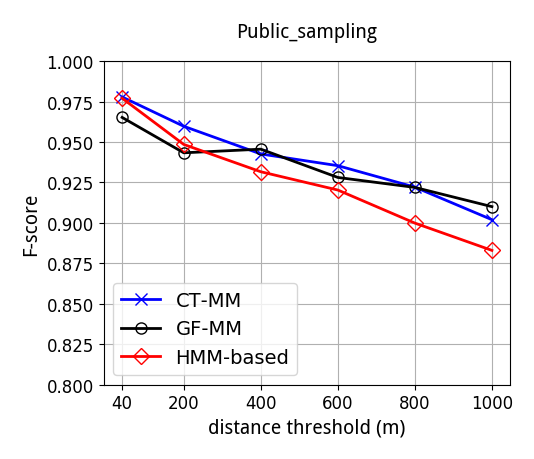 Public_sampling
1.000
0.975
0.950
0.925
0.900
0.875
0.850
0.825
0.800
F-score
CT-MM
GF-MM
HMM-based
40 200 400 600 800 1000
distance threshold (m)